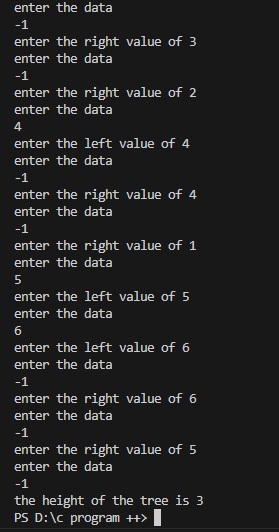 enter the data
-1
enter the right value of 3
enter the data
-1
enter the right value of 2
enter the data
4
enter the left value of 4
enter the data
-1
enter the right value of 4
enter the data
-1
enter the right value of 1
enter the data
5
enter the left value of 5
enter the data
6
enter the left value of 6
enter the data
-1
enter the right value of 6
enter the data
-1
enter the right value of 5
enter the data
-1
the height of the tree is 3
PS D:\c program ++>